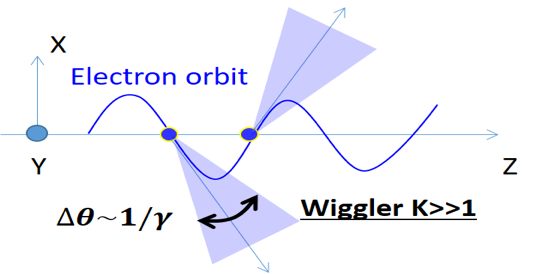 X
Electron orbit
Y
Z
Δθ~1/γ
Wiggler K>>1